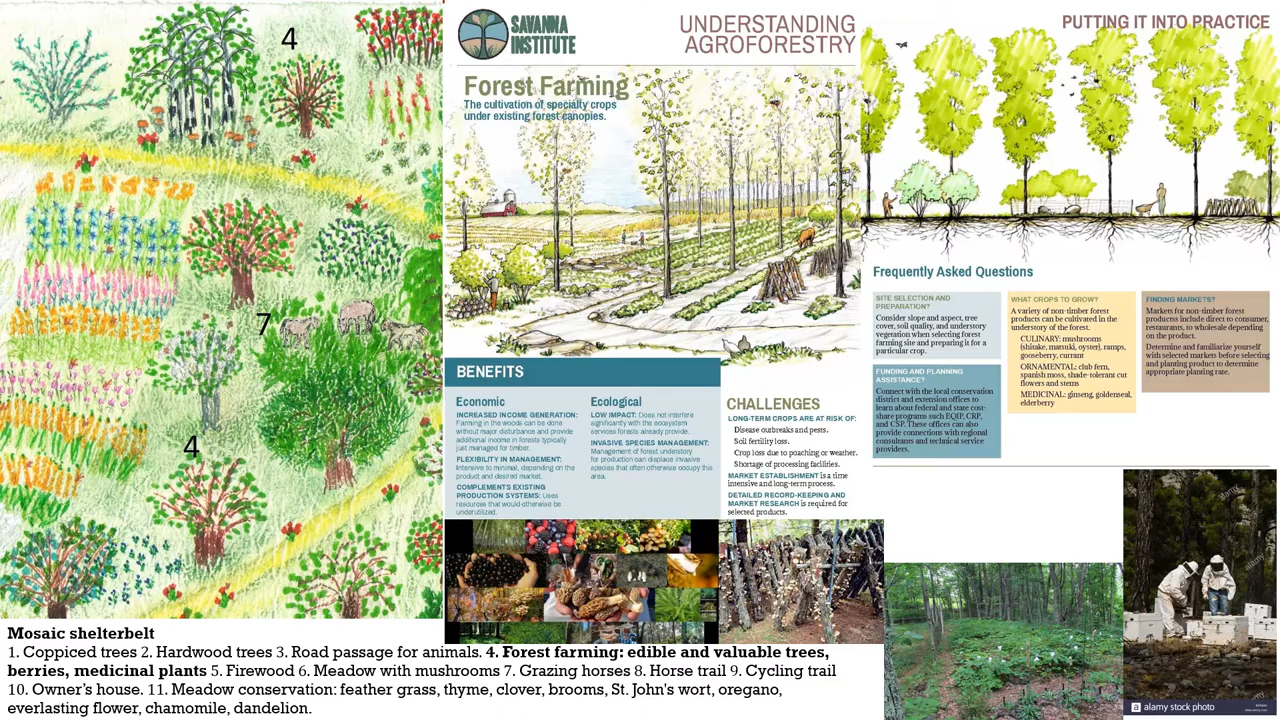 4
7
4
SAVANNA
INSTITUTE
UNDERSTANDING
AGROFORESTRY
Forest Farming
The cultivation of specialty crops
under existing forest canopies.
BENEFITS
Economic
INCREASED INCOME GENERATION:
Farming in the woods can be done
without major disturbance and provide
additional income in forests typically
just managed for timber.
FLEXIBILITY IN MANAGEMENT:
Intensive to minimal, depending on the
product and desired market.
COMPLEMENTS EXISTING
PRODUCTION SYSTEMS: Uses
resources that would otherwise be
underutilized.
Ecological
LOW IMPACT: Does not interfere
significantly with the ecosystem
services forests already provide.
INVASIVE SPECIES MANAGEMENT:
Management of forest understory
for production can displace invasive
species that often otherwise occupy this
area.
CHALLENGES
LONG-TERM CROPS ARE AT RISK OF:
Disease outbreaks and pests.
Soil fertility loss.
Crop loss due to poaching or weather.
Shortage of processing facilities.
MARKET ESTABLISHMENT is a time
intensive and long-term process.
DETAILED RECORD-KEEPING AND
MARKET RESEARCH is required for
selected products.
PUTTING IT INTO PRACTICE
Frequently Asked Questions
SITE SELECTION AND
PREPARATION?
Consider slope and aspect, tree
cover, soil quality, and understory
vegetation when selecting forest
farming site and preparing it for a
particular crop.
FUNDING AND PLANNING
ASSISTANCE?
Connect with the local conservation
district and extension offices to
learn about federal and state cost-
share programs such as EQIP, CRP,
and CSP. These offices can also
provide connections with regional
consultants and technical service
providers.
WHAT CROPS TO GROW?
A variety of non-timber forest
products can be cultivated in the
understory of the forest.
CULINARY: mushrooms
(shitake, matsuki, oyster), ramps,
gooseberry, currant
ORNAMENTAL: club fern,
spanish moss, shade-tolerant cut
flowers and stems
MEDICINAL: ginseng, goldenseal,
elderberry
FINDING MARKETS?
Markets for non-timber forest
products include direct to consumer,
restaurants, to wholesale depending
on the product.
Determine and familiarize yourself
with selected markets before selecting
and planting product to determine
appropriate planting rate.
Mosaic shelterbelt
1. Coppiced trees 2. Hardwood trees 3. Road passage for animals. 4. Forest farming: edible and valuable trees,
berries, medicinal plants 5. Firewood 6. Meadow with mushrooms 7. Grazing horses 8. Horse trail 9. Cycling trail
10. Owner's house. 11. Meadow conservation: feather grass, thyme, clover, brooms, St. John's wort, oregano,
everlasting flower, chamomile, dandelion.
alamy
alamy
a alamy stock photo